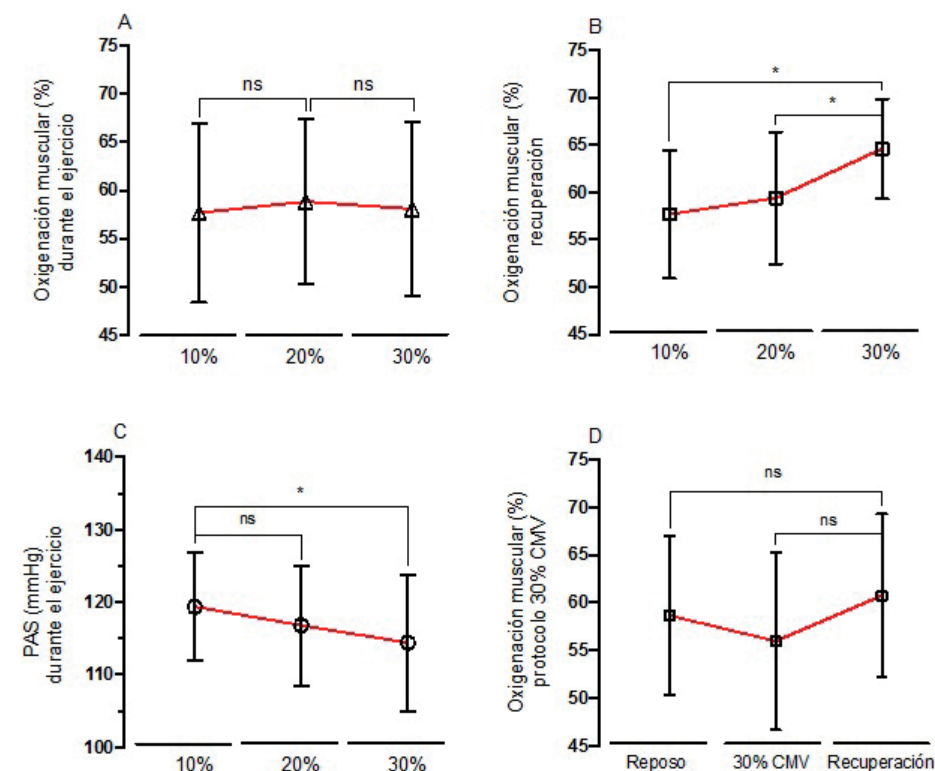 A
Oxigenación muscular (%)
durante el ejercicio
75
70
65
60
55
50
45
ns
ns
10%
20%
30%
B
Oxigenación muscular (%)
recuperación
75
70
65
60
55
50
45
*
*
10%
20%
30%
C
PAS (mmHg)
durante el ejercicio
140
130
120
110
100
*
ns
10%
20%
30%
D
Oxigenación muscular (%)
protocolo 30% CMV
75
70
65
60
55
50
45
ns
ns
Reposo
30% CMV
Recuperación